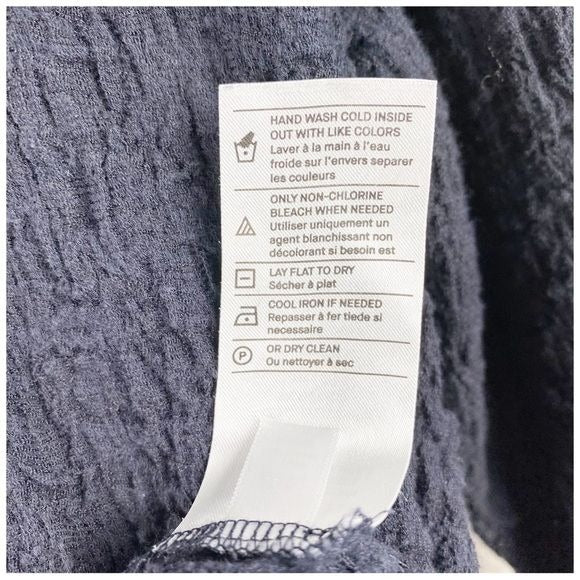 HAND WASH COLD INSIDE
OUT WITH LIKE COLORS
Laver à la main à l'eau
froide sur l'envers separer
les couleurs
ONLY NON-CHLORINE
BLEACH WHEN NEEDED
Utiliser uniquement un
agent blanchissant non
décolorant si besoin est
LAY FLAT TO DRY
Sécher à plat
COOL IRON IF NEEDED
Repasser à fer tiede si
necessaire
P
OR DRY CLEAN
Ou nettoyer à sec